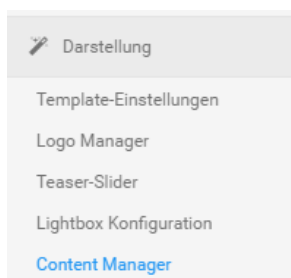 Darstellung
Template-Einstellungen
Logo Manager
Teaser-Slider
Lightbox Konfiguration
Content Manager